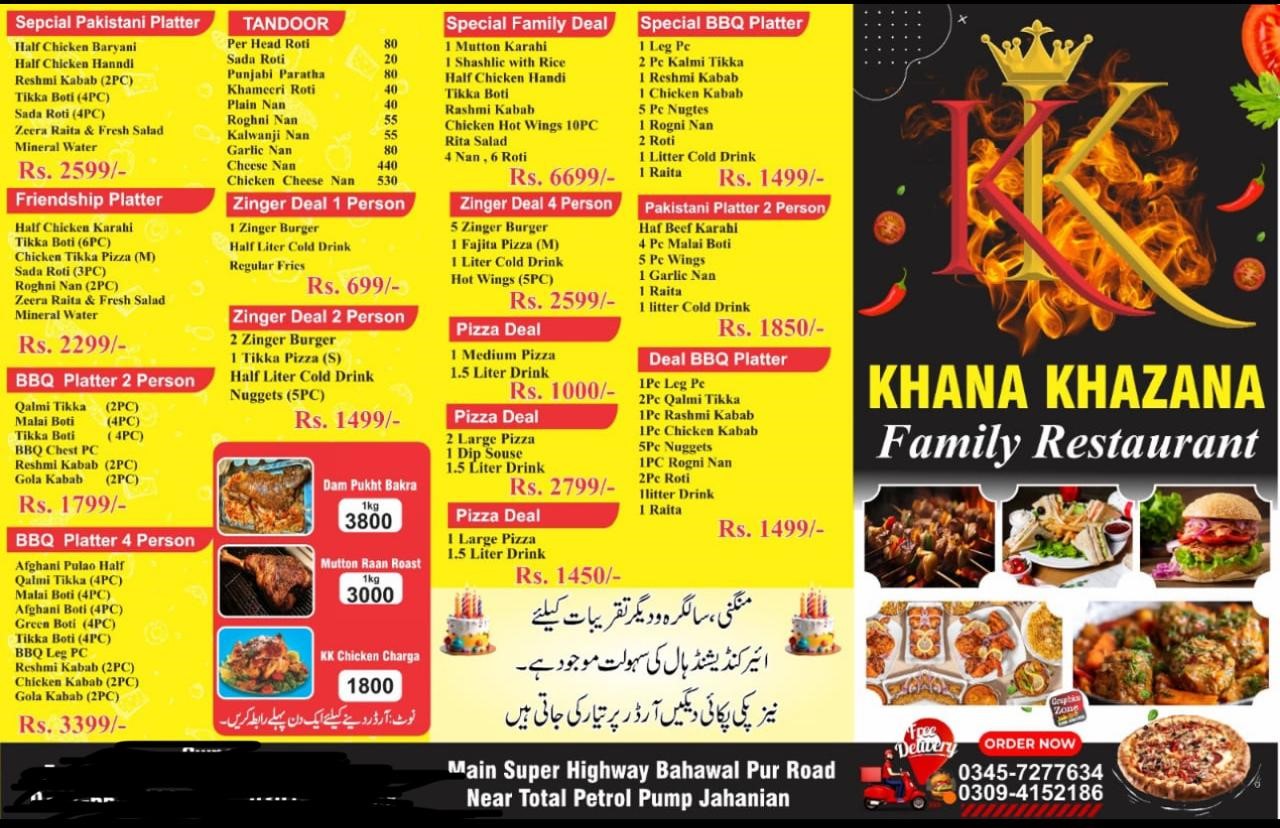 Sepcial Pakistani Platter
Half Chicken Baryani
Half Chicken Hanndi
Reshmi Kabab (2PC)
Tikka Boti (4PC)
Sada Roti (4PC)
Zeera Raita & Fresh Salad
Mineral Water
Rs. 2599/-
Friendship Platter
Half Chicken Karahi
Tikka Boti (6PC)
Chicken Tikka Pizza (M)
Sada Roti (3PC)
Roghni Nan (2PC)
Zeera Raita & Fresh Salad
Mineral Water
Rs. 2299/-
BBQ Platter 2 Person
Qalmi Tikka (2PC)
Malai Boti (4PC)
Tikka Boti ( 4PC)
BBQ Chest PC
Reshmi Kabab (2PC)
Gola Kabab (2PC)
Rs. 1799/-
BBQ Platter 4 Person
Afghani Pulao Half
Qalmi Tikka (4PC)
Malai Boti (4PC)
Afghani Boti (4PC)
Green Boti (4PC)
Tikka Boti (4PC)
BBQ Leg PC
Reshmi Kabab (2PC)
Chicken Kabab (2PC)
Gola Kabab (2PC)
Rs. 3399/-
TANDOOR
Per Head Roti 80
Sada Roti 20
Punjabi Paratha 80
Khameeri Roti 40
Plain Nan 40
Roghni Nan 55
Kalwanji Nan 55
Garlic Nan 80
Cheese Nan 440
Chicken Cheese Nan 530
Zinger Deal 1 Person
1 Zinger Burger
Half Liter Cold Drink
Regular Fries
Rs. 699/-
Zinger Deal 2 Person
2 Zinger Burger
1 Tikka Pizza (S)
Half Liter Cold Drink
Nuggets (5PC)
Rs. 1499/-
Dam Pukht Bakra
1kg
3800
Mutton Raan Roast
1kg
3000
KK Chicken Charga
1800
نوٹ: آرڈر دینے کیلئے ایک دن پہلے رابطہ کریں۔
Special Family Deal
1 Mutton Karahi
1 Shashlic with Rice
Half Chicken Handi
Tikka Boti
Rashmi Kabab
Chicken Hot Wings 10PC
Rita Salad
4 Nan , 6 Roti
Rs. 6699/-
Zinger Deal 4 Person
5 Zinger Burger
1 Fajita Pizza (M)
1 Liter Cold Drink
Hot Wings (5PC)
Rs. 2599/-
Pizza Deal
1 Medium Pizza
1.5 Liter Drink
Rs. 1000/-
Pizza Deal
2 Large Pizza
1 Dip Souse
1.5 Liter Drink
Rs. 2799/-
Pizza Deal
1 Large Pizza
1.5 Liter Drink
Rs. 1450/-
Special BBQ Platter
1 Leg Pc
2 Pc Kalmi Tikka
1 Reshmi Kabab
1 Chicken Kabab
5 Pc Nugtes
1 Rogni Nan
2 Roti
1 Litter Cold Drink
1 Raita
Rs. 1499/-
Pakistani Platter 2 Person
Haf Beef Karahi
4 Pc Malai Boti
5 Pc Wings
1 Garlic Nan
1 Raita
1 litter Cold Drink
Rs. 1850/-
Deal BBQ Platter
1Pc Leg Pc
2Pc Qalmi Tikka
1Pc Rashmi Kabab
1Pc Chicken Kabab
5Pc Nuggets
1PC Rogni Nan
2Pc Roti
1litter Drink
1 Raita
Rs. 1499/-
منگنی، سالگرہ و دیگر تقریبات کیلئے
ائیر کنڈیشنڈ ہال کی سہولت موجود ہے۔
نیز پکی پکائی دیگیں آرڈر پر تیار کی جاتی ہیں
Main Super Highway Bahawal Pur Road
Near Total Petrol Pump Jahanian
KK
KHANA KHAZANA
Family Restaurant
Graphics
Zone
Free
Delivery
ORDER NOW
0345-7277634
0309-4152186